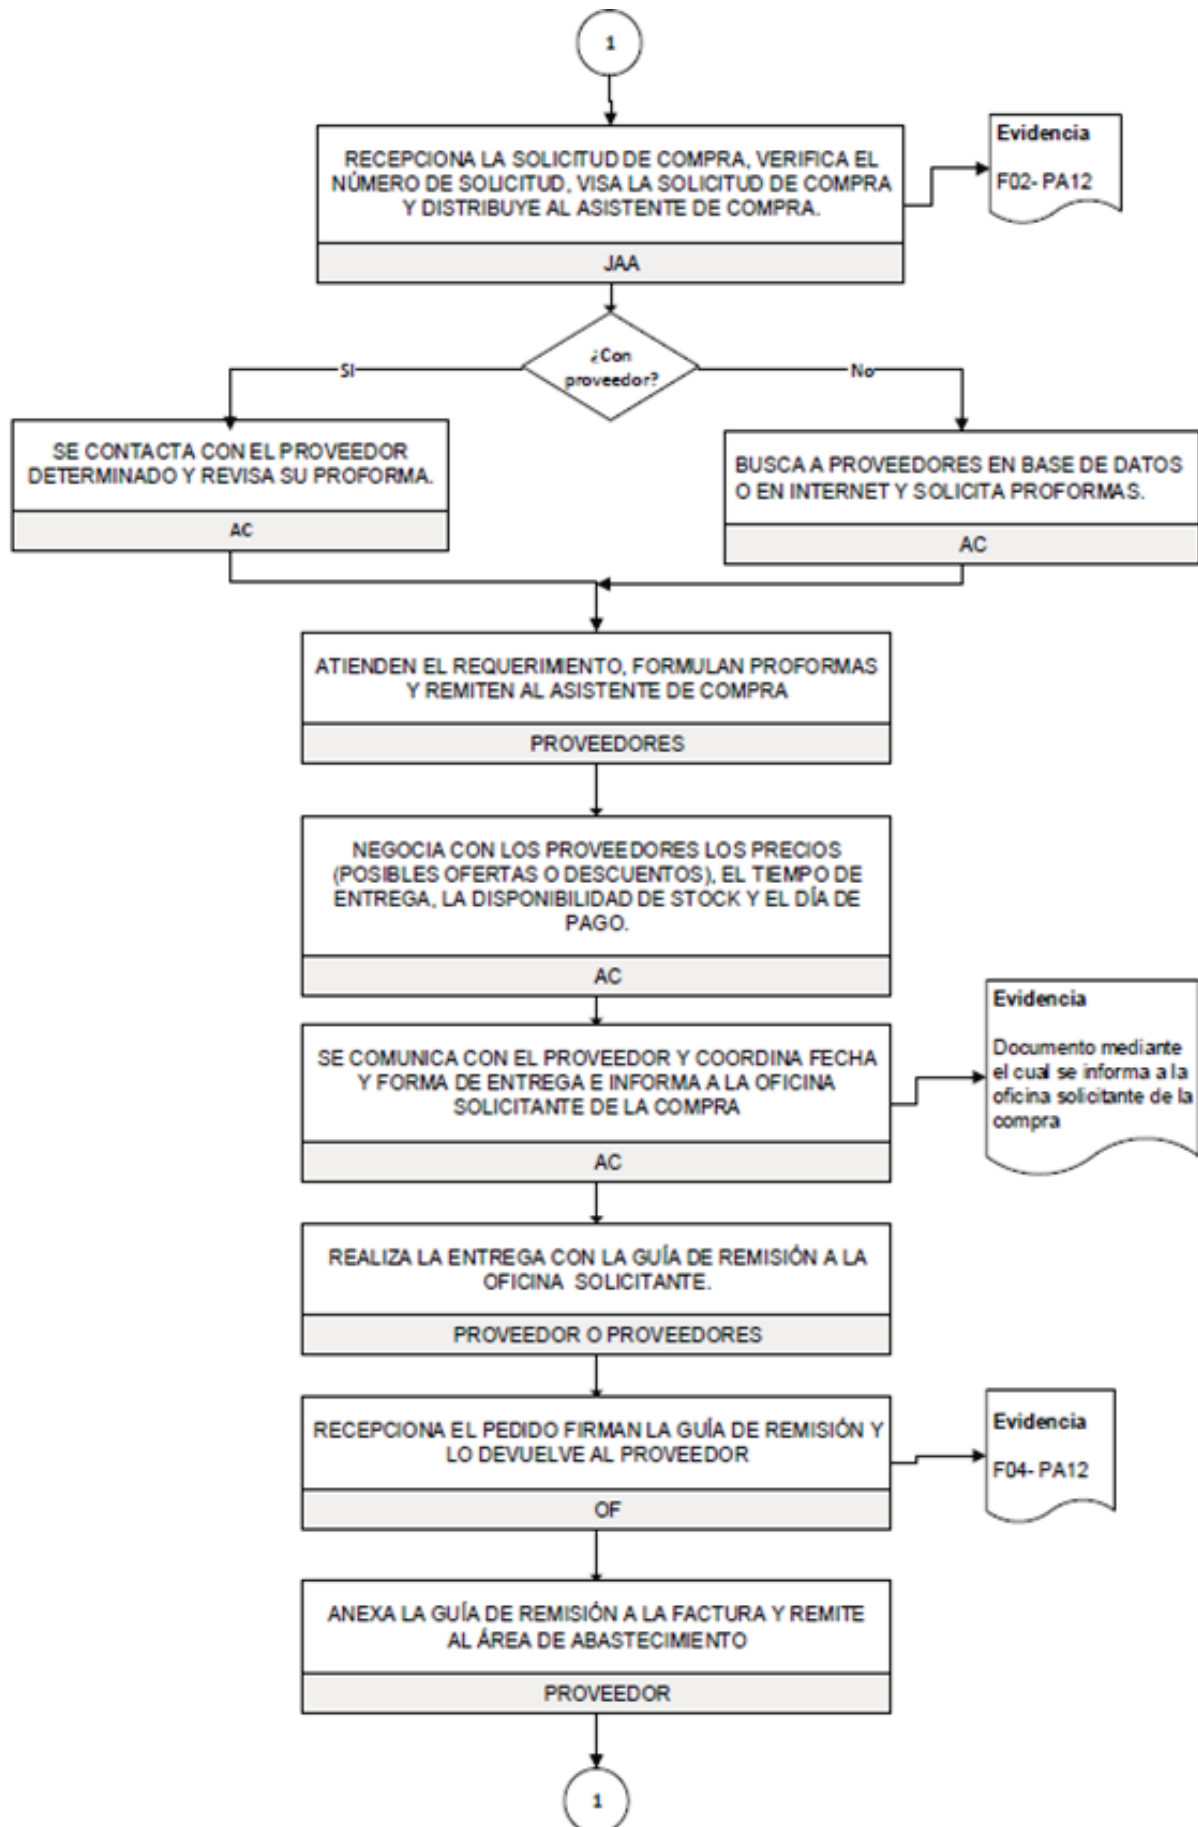 1
RECEPCIONA LA SOLICITUD DE COMPRA, VERIFICA EL
NÚMERO DE SOLICITUD, VISA LA SOLICITUD DE COMPRA
Y DISTRIBUYE AL ASISTENTE DE COMPRA.
JAA
Evidencia
F02- PA12
¿Con
proveedor?
SI
No
SE CONTACTA CON EL PROVEEDOR
DETERMINADO Y REVISA SU PROFORMA.
AC
BUSCA A PROVEEDORES EN BASE DE DATOS
O EN INTERNET Y SOLICITA PROFORMAS.
AC
ATIENDEN EL REQUERIMIENTO, FORMULAN PROFORMAS
Y REMITEN AL ASISTENTE DE COMPRA
PROVEEDORES
NEGOCIA CON LOS PROVEEDORES LOS PRECIOS
(POSIBLES OFERTAS O DESCUENTOS), EL TIEMPO DE
ENTREGA, LA DISPONIBILIDAD DE STOCK Y EL DÍA DE
PAGO.
AC
SE COMUNICA CON EL PROVEEDOR Y COORDINA FECHA
Y FORMA DE ENTREGA E INFORMA A LA OFICINA
SOLICITANTE DE LA COMPRA
AC
Evidencia
Documento mediante
el cual se informa a la
oficina solicitante de la
compra
REALIZA LA ENTREGA CON LA GUÍA DE REMISIÓN A LA
OFICINA SOLICITANTE.
PROVEEDOR O PROVEEDORES
RECEPCIONA EL PEDIDO FIRMAN LA GUÍA DE REMISIÓN Y
LO DEVUELVE AL PROVEEDOR
OF
Evidencia
F04- PA12
ANEXA LA GUÍA DE REMISIÓN A LA FACTURA Y REMITE
AL ÁREA DE ABASTECIMIENTO
PROVEEDOR
1